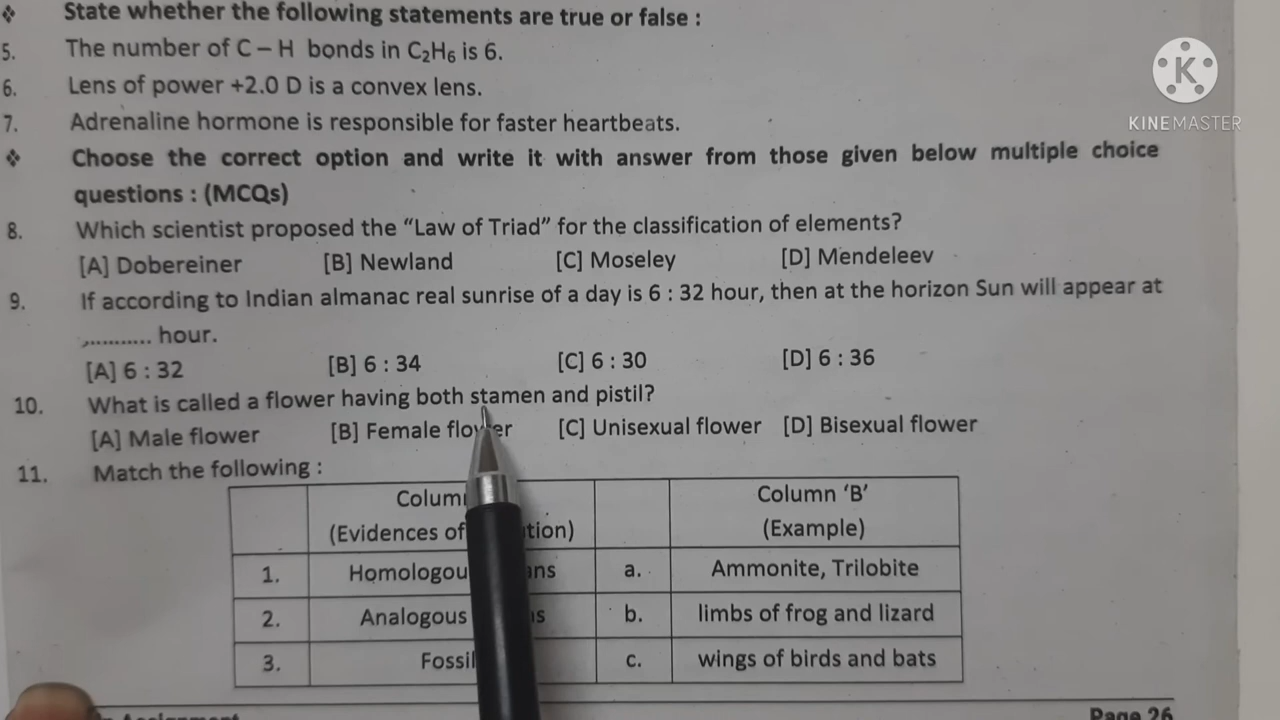 ❖ State whether the following statements are true or false :
5. The number of C – H bonds in C₂H₆ is 6.
6. Lens of power +2.0 D is a convex lens.
7. Adrenaline hormone is responsible for faster heartbeats.
❖ Choose the correct option and write it with answer from those given below multiple choice
questions : (MCQs)
8. Which scientist proposed the “Law of Triad” for the classification of elements?
[A] Dobereiner [B] Newland [C] Moseley [D] Mendeleev
9. If according to Indian almanac real sunrise of a day is 6 : 32 hour, then at the horizon Sun will appear at
,........... hour.
[A] 6 : 32 [B] 6 : 34 [C] 6 : 30 [D] 6 : 36
10. What is called a flower having both stamen and pistil?
[A] Male flower [B] Female flower [C] Unisexual flower [D] Bisexual flower
11. Match the following :
Column ‘B’
(Evidences of (Example)
1. a. Ammonite, Trilobite
2. Analogous b. limbs of frog and lizard
3. c. wings of birds and bats
Assignment Page 26
K
KINEMASTER